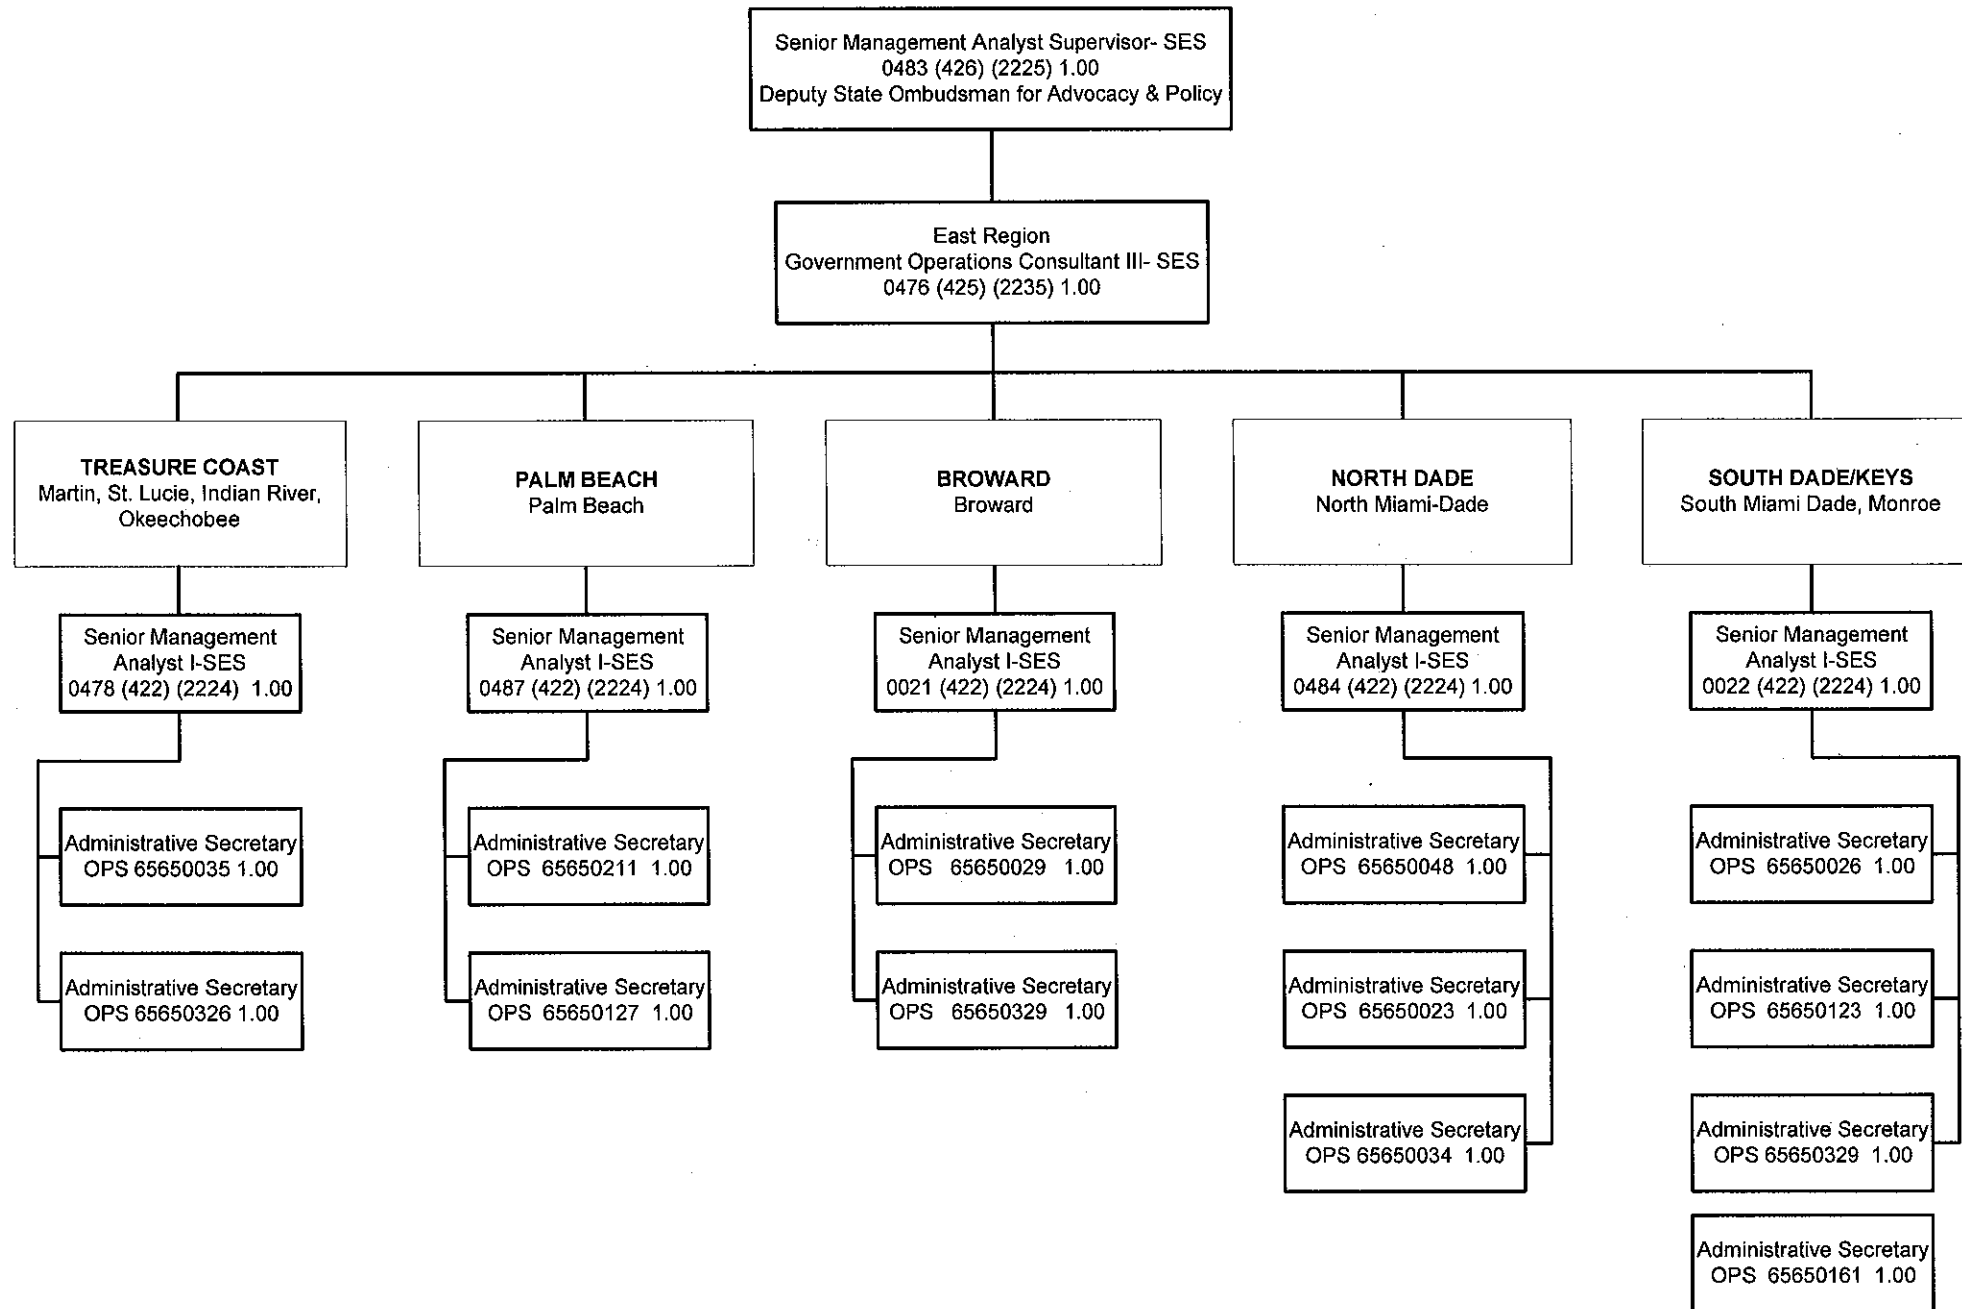 Senior Management Analyst Supervisor- SES
0483 (426) (2225) 1.00
Deputy State Ombudsman for Advocacy & Policy
East Region
Government Operations Consultant III- SES
0476 (425) (2235) 1.00
TREASURE COAST
Martin, St. Lucie, Indian River,
Okeechobee
PALM BEACH
Palm Beach
BROWARD
Broward
NORTH DADE
North Miami-Dade
SOUTH DADE/KEYS
South Miami Dade, Monroe
Senior Management
Analyst I-SES
0478 (422) (2224) 1.00
Senior Management
Analyst I-SES
0487 (422) (2224) 1.00
Senior Management
Analyst I-SES
0021 (422) (2224) 1.00
Senior Management
Analyst I-SES
0484 (422) (2224) 1.00
Senior Management
Analyst I-SES
0022 (422) (2224) 1.00
Administrative Secretary
OPS 65650035 1.00
Administrative Secretary
OPS 65650211 1.00
Administrative Secretary
OPS 65650029 1.00
Administrative Secretary
OPS 65650048 1.00
Administrative Secretary
OPS 65650026 1.00
Administrative Secretary
OPS 65650326 1.00
Administrative Secretary
OPS 65650127 1.00
Administrative Secretary
OPS 65650329 1.00
Administrative Secretary
OPS 65650023 1.00
Administrative Secretary
OPS 65650123 1.00
Administrative Secretary
OPS 65650034 1.00
Administrative Secretary
OPS 65650329 1.00
Administrative Secretary
OPS 65650161 1.00